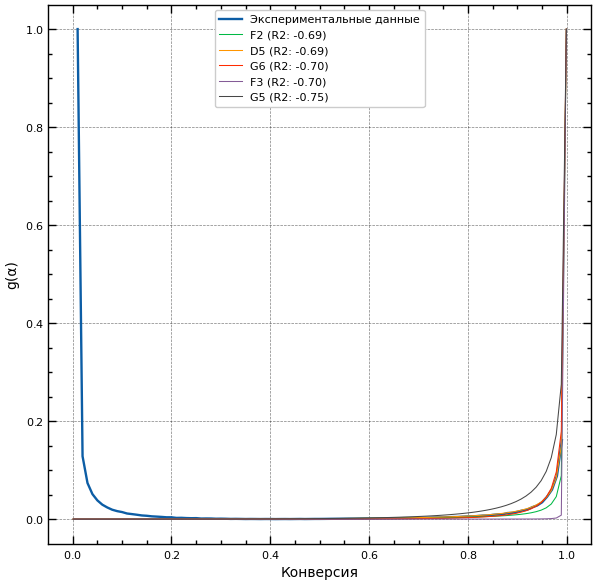 Экспериментальные данные
F2 (R2: -0.69)
D5 (R2: -0.69)
G6 (R2: -0.70)
F3 (R2: -0.70)
G5 (R2: -0.75)
1.0
0.8
0.6
0.4
0.2
0.0
g(α)
0.0 0.2 0.4 0.6 0.8 1.0
Конверсия